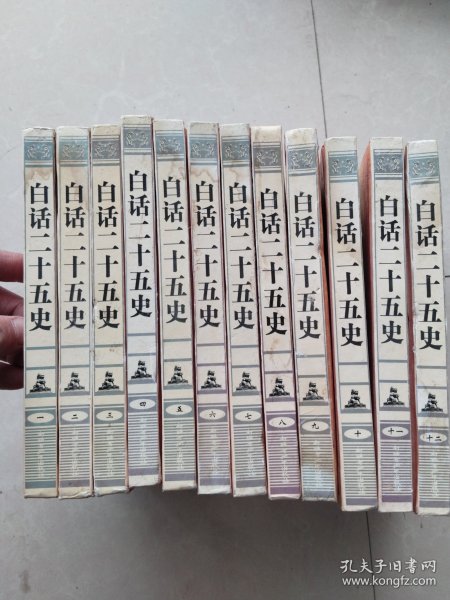 白话二十五史
一
白话二十五史
二
白话二十五史
三
白话二十五史
四
白话二十五史
五
白话二十五史
六
白话二十五史
七
白话二十五史
八
白话二十五史
九
白话二十五史
十
白话二十五史
十一
白话二十五史
十二
孔夫子旧书网
www.kongfz.com